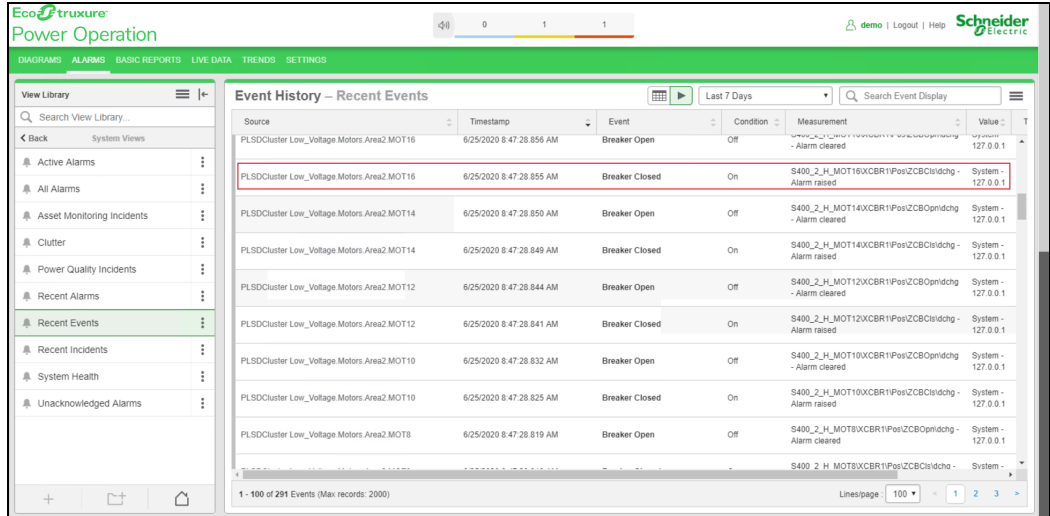 EcoStruxure
Power Operation
0 1 1
demo | Logout | Help
Schneider
Electric
DIAGRAMS ALARMS BASIC REPORTS LIVE DATA TRENDS SETTINGS
View Library
Search View Library...
Back System Views
Active Alarms
All Alarms
Asset Monitoring Incidents
Clutter
Power Quality Incidents
Recent Alarms
Recent Events
Recent Incidents
System Health
Unacknowledged Alarms
Event History – Recent Events
Last 7 Days
Search Event Display
Source Timestamp Event Condition Measurement Value T
PLSDCluster Low_Voltage.Motors.Area2.MOT16 6/25/2020 8:47:28.856 AM Breaker Open Off
- Alarm cleared 127.0.0.1
PLSDCluster Low_Voltage.Motors.Area2.MOT16 6/25/2020 8:47:28.855 AM Breaker Closed On S400_2_H_MOT16\XCBR1\Pos\ZCBCls\dchg - System -
Alarm raised 127.0.0.1
PLSDCluster Low_Voltage.Motors.Area2.MOT14 6/25/2020 8:47:28.850 AM Breaker Open Off S400_2_H_MOT14\XCBR1\Pos\ZCBOpn\dchg System -
- Alarm cleared 127.0.0.1
PLSDCluster Low_Voltage.Motors.Area2.MOT14 6/25/2020 8:47:28.849 AM Breaker Closed On S400_2_H_MOT14\XCBR1\Pos\ZCBCls\dchg - System -
Alarm raised 127.0.0.1
PLSDCluster Low_Voltage.Motors.Area2.MOT12 6/25/2020 8:47:28.844 AM Breaker Open Off S400_2_H_MOT12\XCBR1\Pos\ZCBOpn\dchg System -
- Alarm cleared 127.0.0.1
PLSDCluster Low_Voltage.Motors.Area2.MOT12 6/25/2020 8:47:28.841 AM Breaker Closed On S400_2_H_MOT12\XCBR1\Pos\ZCBCls\dchg - System -
Alarm raised 127.0.0.1
PLSDCluster Low_Voltage.Motors.Area2.MOT10 6/25/2020 8:47:28.832 AM Breaker Open Off S400_2_H_MOT10\XCBR1\Pos\ZCBOpn\dchg System -
- Alarm cleared 127.0.0.1
PLSDCluster Low_Voltage.Motors.Area2.MOT10 6/25/2020 8:47:28.825 AM Breaker Closed On S400_2_H_MOT10\XCBR1\Pos\ZCBCls\dchg - System -
Alarm raised 127.0.0.1
PLSDCluster Low_Voltage.Motors.Area2.MOT8 6/25/2020 8:47:28.819 AM Breaker Open Off S400_2_H_MOT8\XCBR1\Pos\ZCBOpn\dchg - System -
Alarm cleared 127.0.0.1
S400_2_H_MOT8\XCBR1\Pos\ZCBCls\dchg - System -
1 - 100 of 291 Events (Max records: 2000) Lines/page : 100 < 1 2 3 >